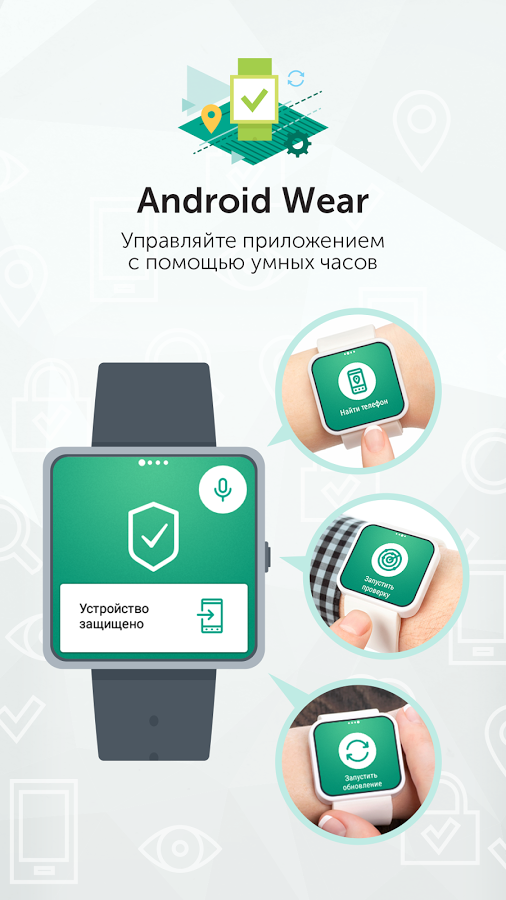 Android Wear
Управляйте приложением
с помощью умных часов
Найти телефон
Устройство
защищено
Запустить
проверку
Запустить
обновление